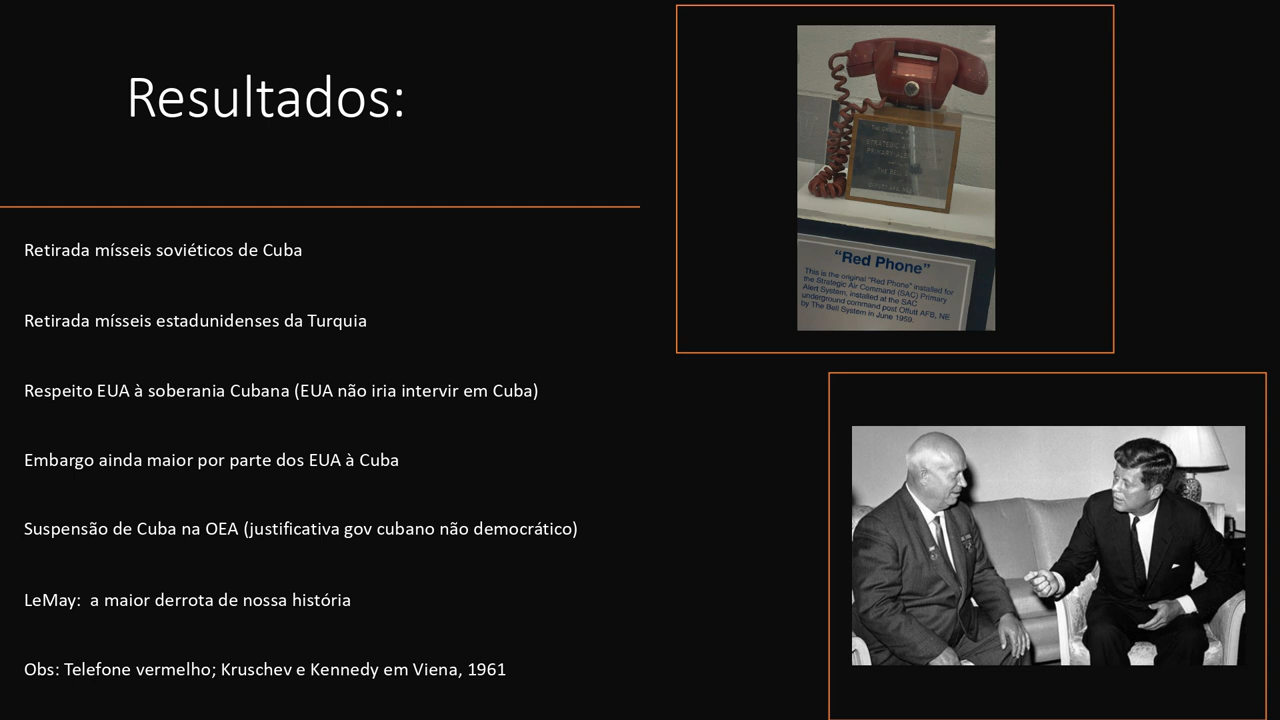 Resultados:
Retirada mísseis soviéticos de Cuba
Retirada mísseis estadunidenses da Turquia
Respeito EUA à soberania Cubana (EUA não iria intervir em Cuba)
Embargo ainda maior por parte dos EUA à Cuba
Suspensão de Cuba na OEA (justificativa gov cubano não democrático)
LeMay:  a maior derrota de nossa história
Obs: Telefone vermelho; Kruschev e Kennedy em Viena, 1961
“Red Phone”
This is the original "Red Phone" installed for
the Strategic Air Command (SAC) Primary
Alert System, installed at the SAC
underground command post Offutt AFB, NE
by The Bell System in June 1959.